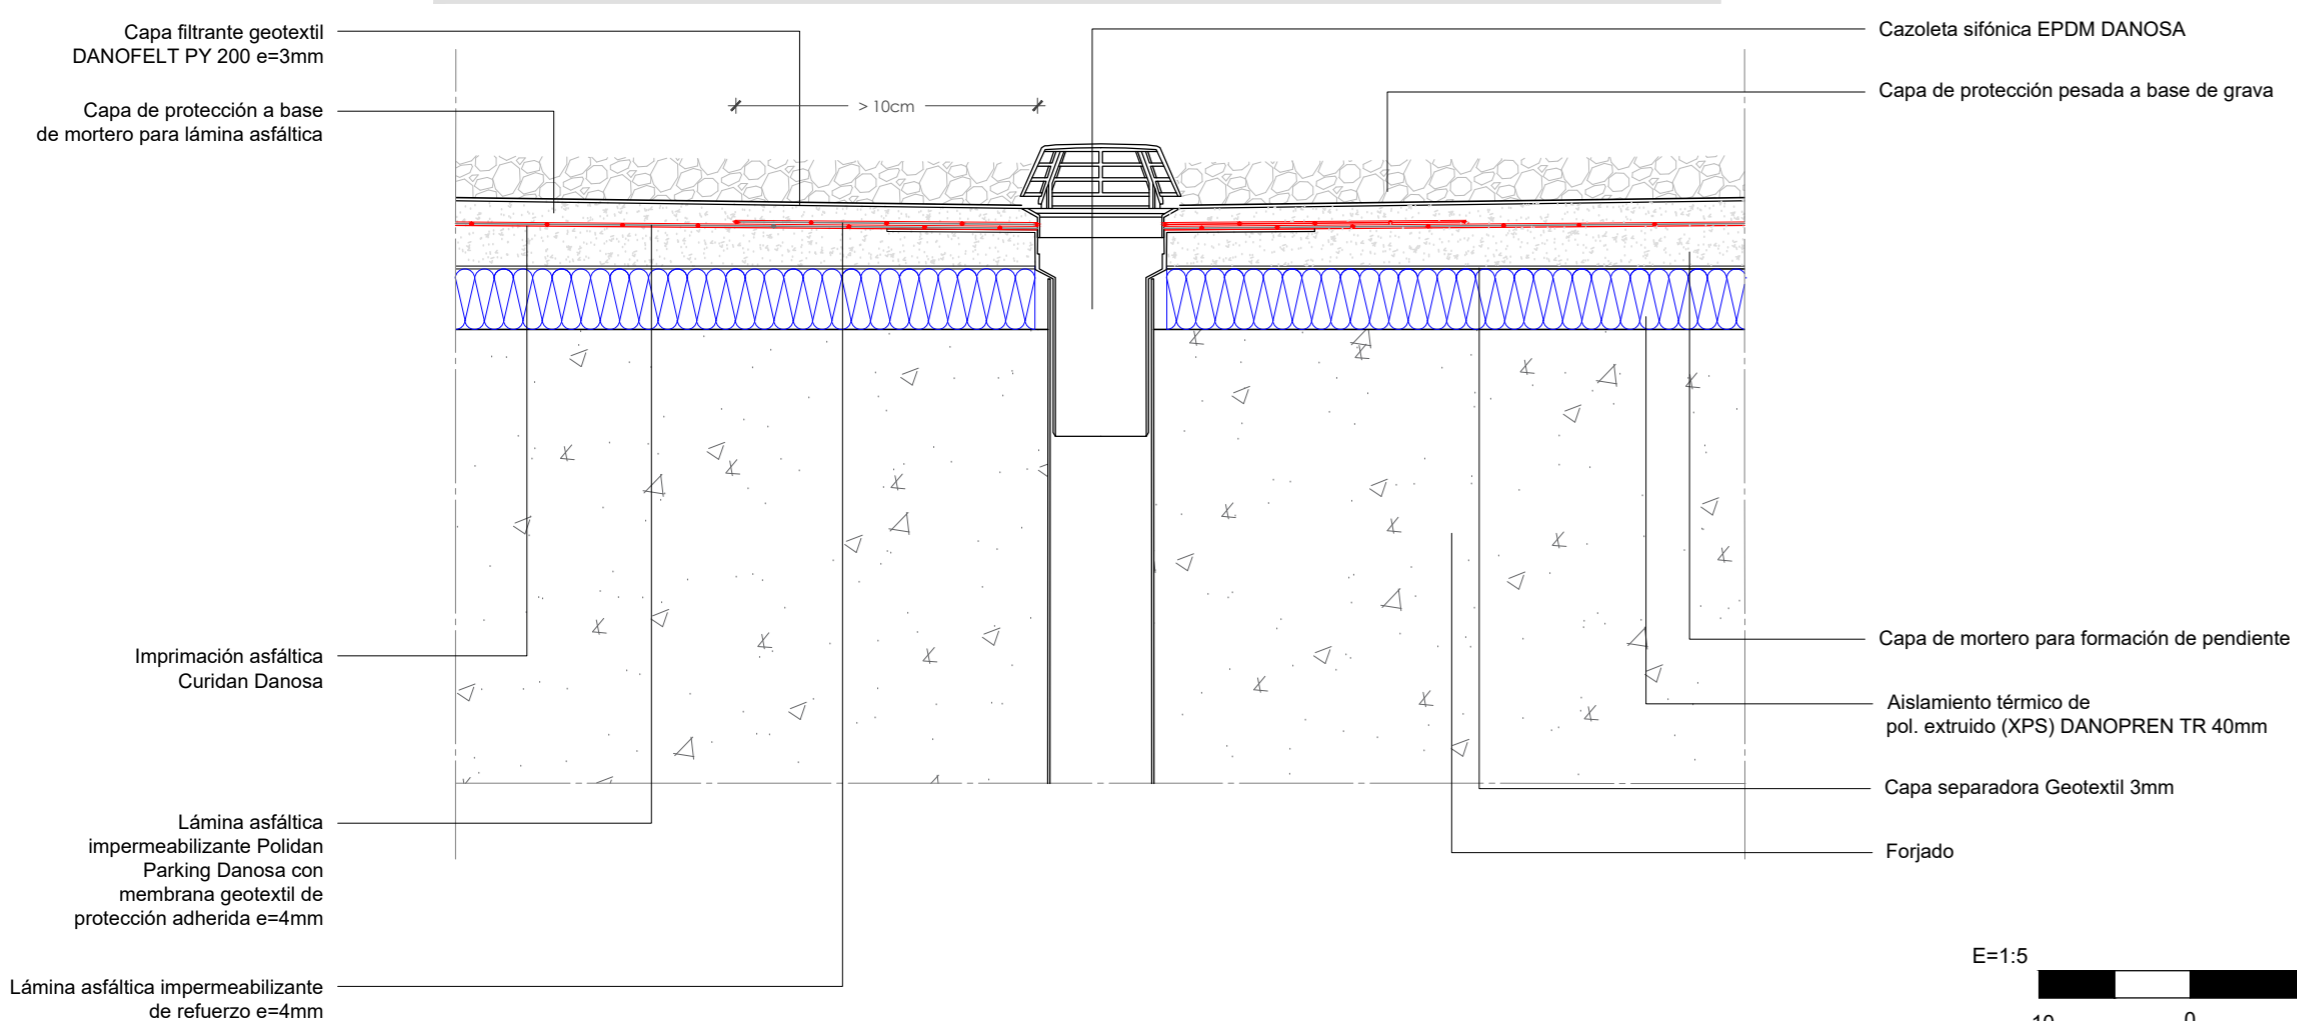 Capa filtrante geotextil
DANOFELT PY 200 e=3mm
Capa de protección a base
de mortero para lámina asfáltica
Imprimación asfáltica
Curidan Danosa
Lámina asfáltica
impermeabilizante Polidan
Parking Danosa con
membrana geotextil de
protección adherida e=4mm
Lámina asfáltica impermeabilizante
de refuerzo e=4mm
> 10cm
Cazoleta sifónica EPDM DANOSA
Capa de protección pesada a base de grava
Capa de mortero para formación de pendiente
Aislamiento térmico de
pol. extruido (XPS) DANOPREN TR 40mm
Capa separadora Geotextil 3mm
Forjado
E=1:5
10 0